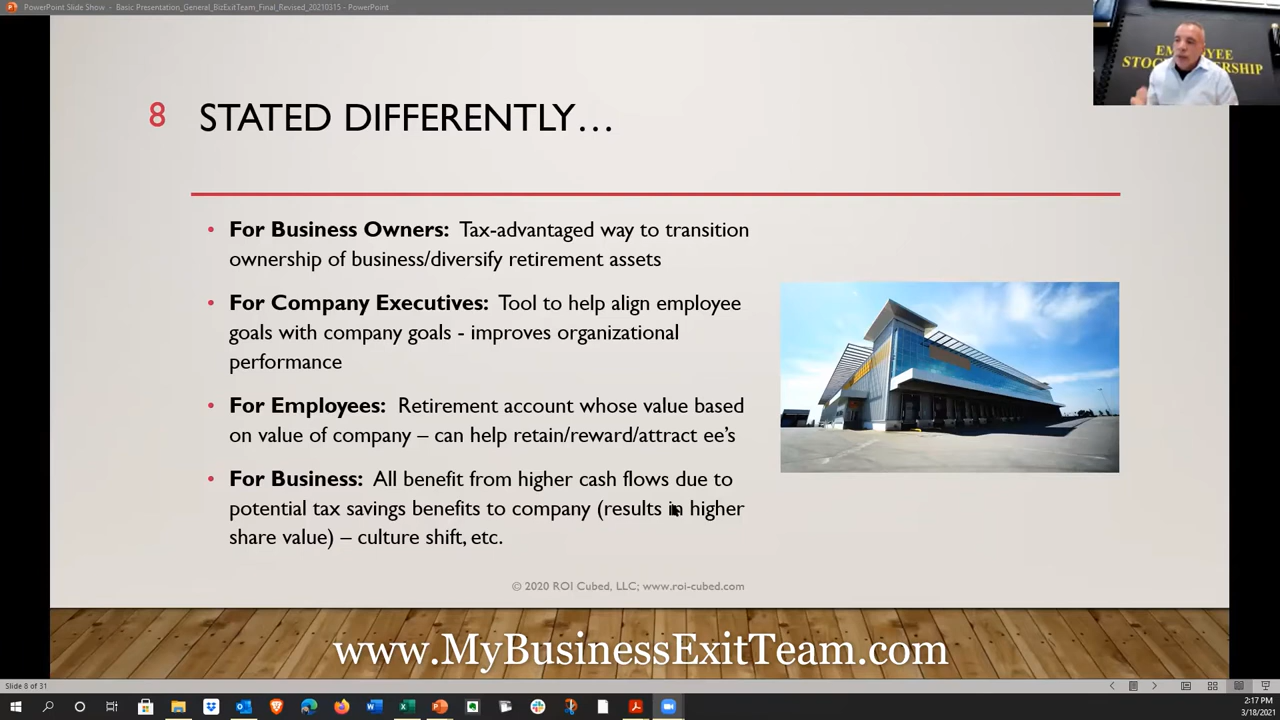 PowerPoint Slide Show - Basic Presentation_General_BizExitTeam_Final_Revised_20210315 - PowerPoint
EMPLOYEE
8 STATED DIFFERENTLY…
• For Business Owners: Tax-advantaged way to transition
ownership of business/diversify retirement assets
• For Company Executives: Tool to help align employee
goals with company goals - improves organizational
performance
• For Employees: Retirement account whose value based
on value of company – can help retain/reward/attract ee’s
• For Business: All benefit from higher cash flows due to
potential tax savings benefits to company (results in higher
share value) – culture shift, etc.
© 2020 ROI Cubed, LLC; www.roi-cubed.com
www.MyBusinessExitTeam.com
Slide 8 of 31
2:17 PM
3/18/2021